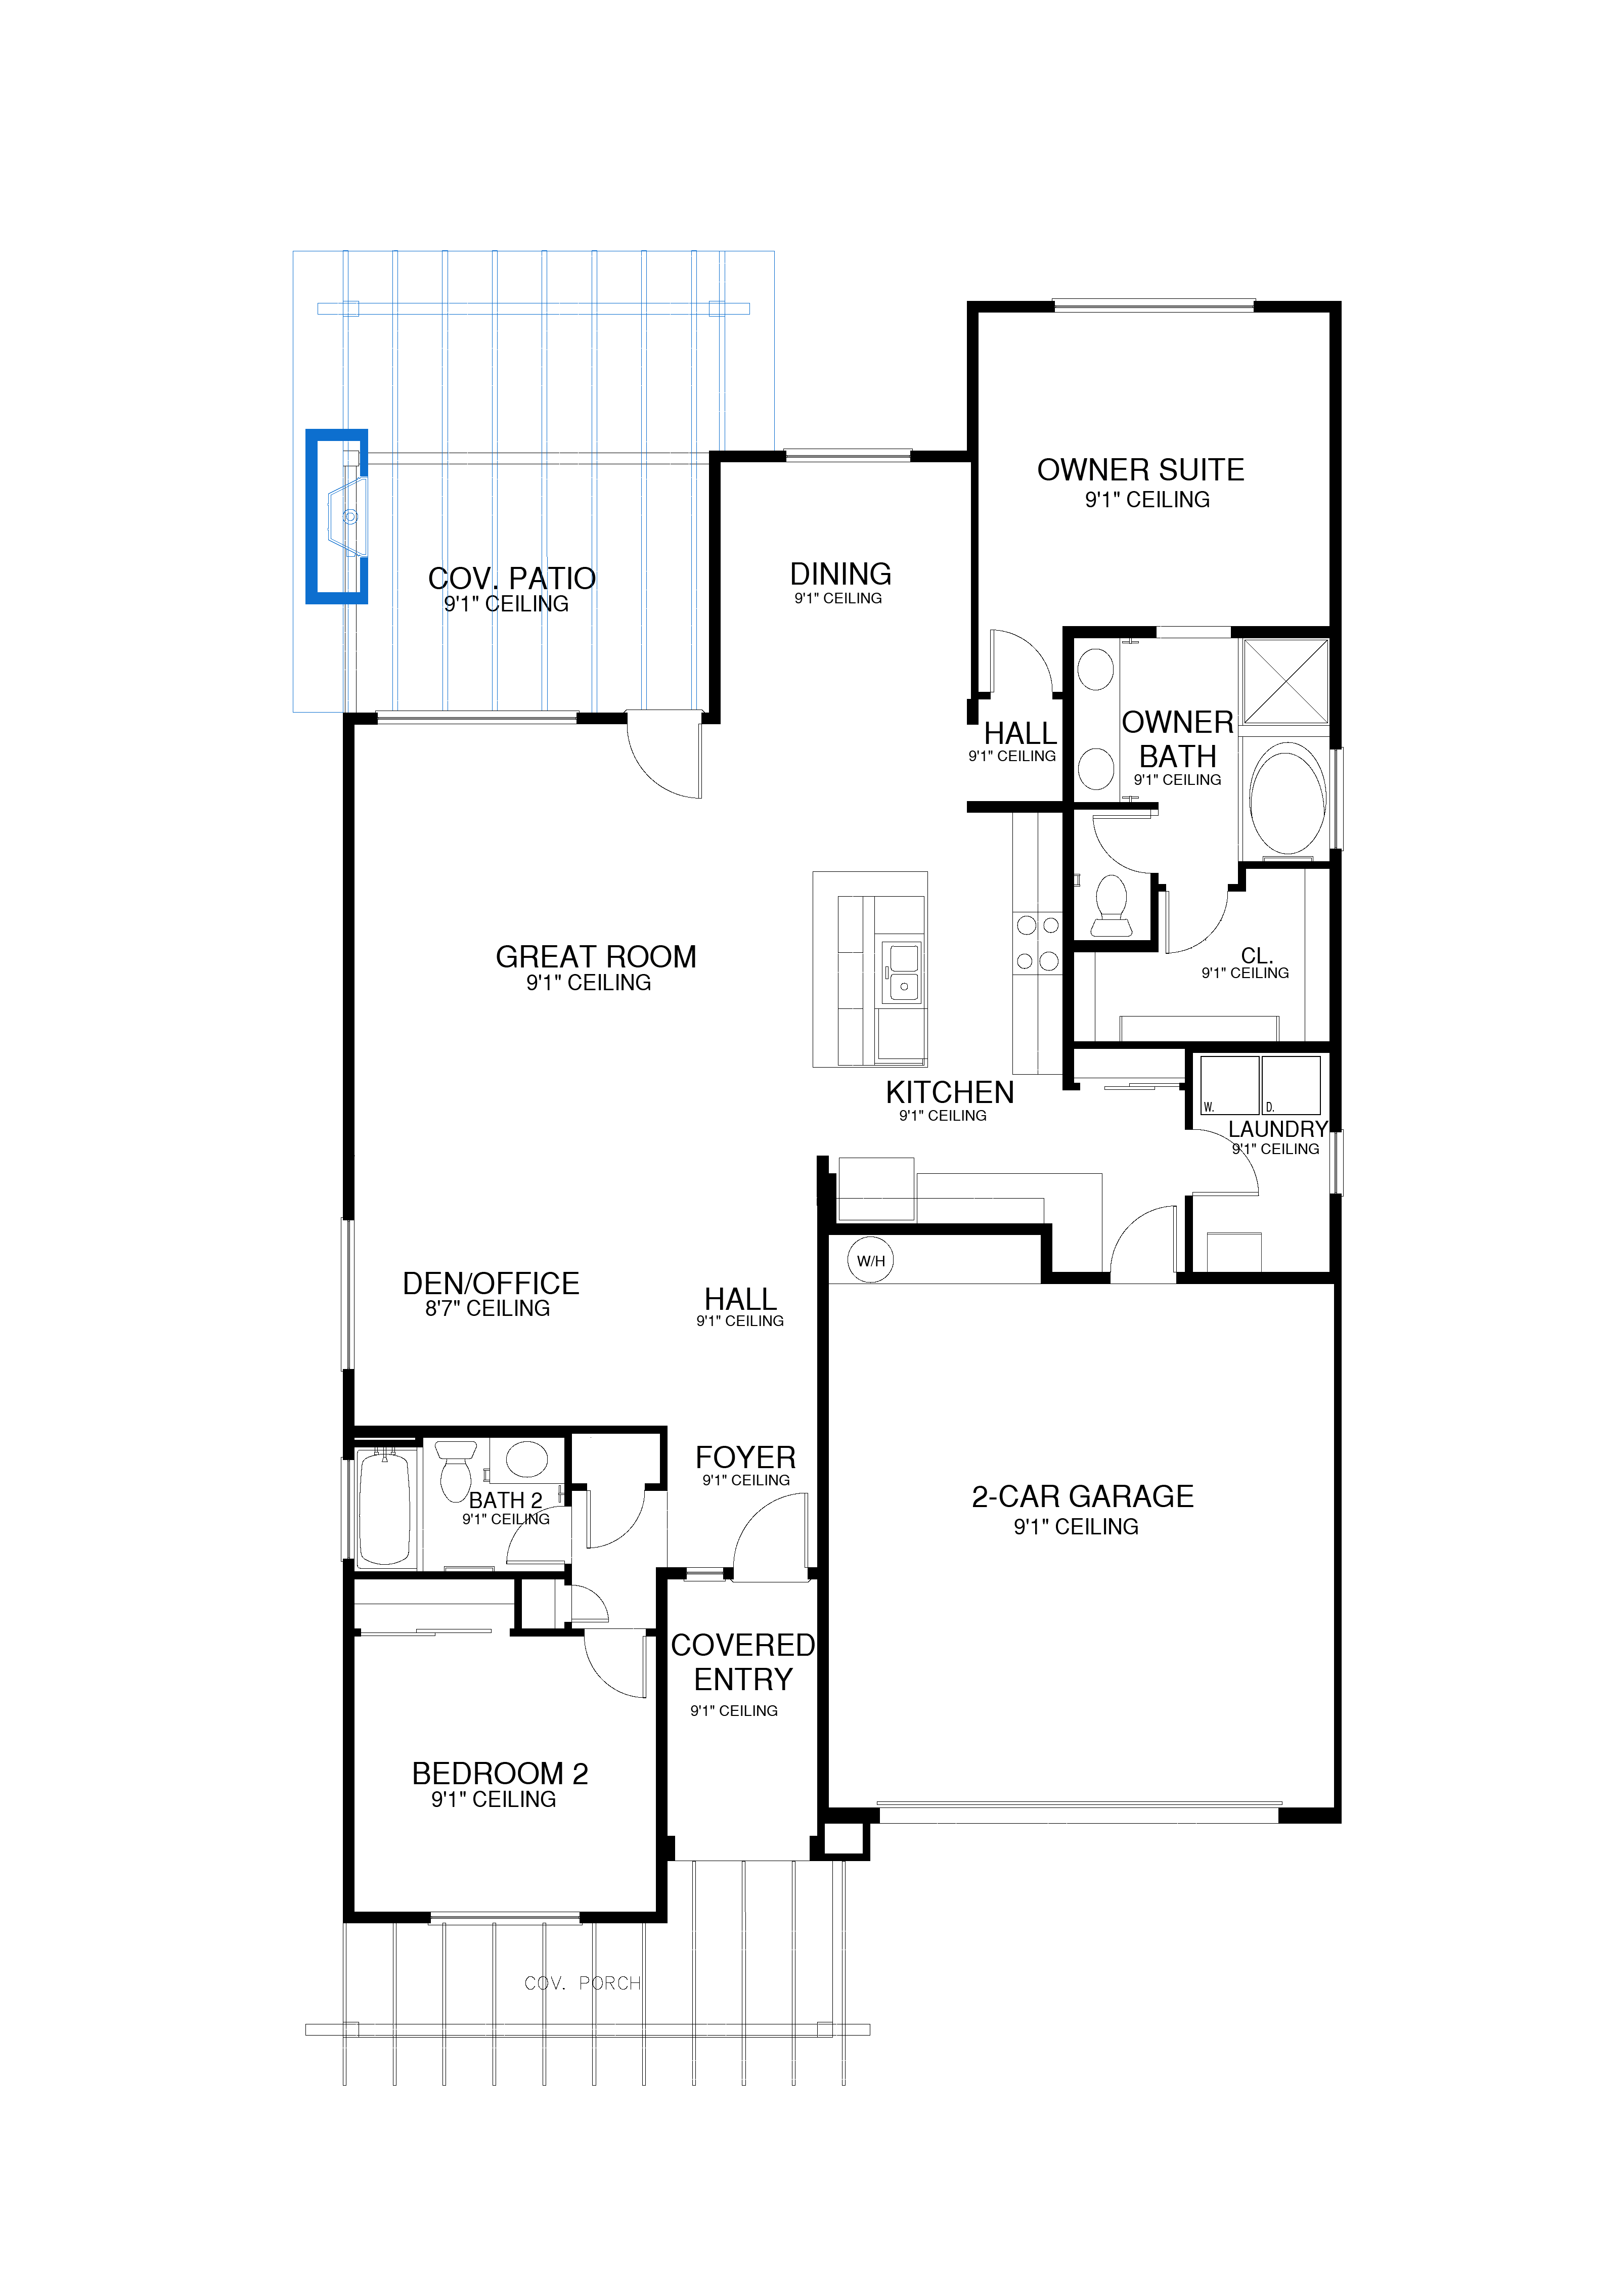 OWNER SUITE
9'1" CEILING
COV. PATIO
9'1" CEILING
DINING
9'1" CEILING
HALL
9'1" CEILING
OWNER
BATH
9'1" CEILING
GREAT ROOM
9'1" CEILING
CL.
9'1" CEILING
KITCHEN
9'1" CEILING
W.
D.
LAUNDRY
9'1" CEILING
W/H
DEN/OFFICE
8'7" CEILING
HALL
9'1" CEILING
FOYER
9'1" CEILING
BATH 2
9'1" CEILING
2-CAR GARAGE
9'1" CEILING
COVERED
ENTRY
9'1" CEILING
BEDROOM 2
9'1" CEILING
COV. PORCH